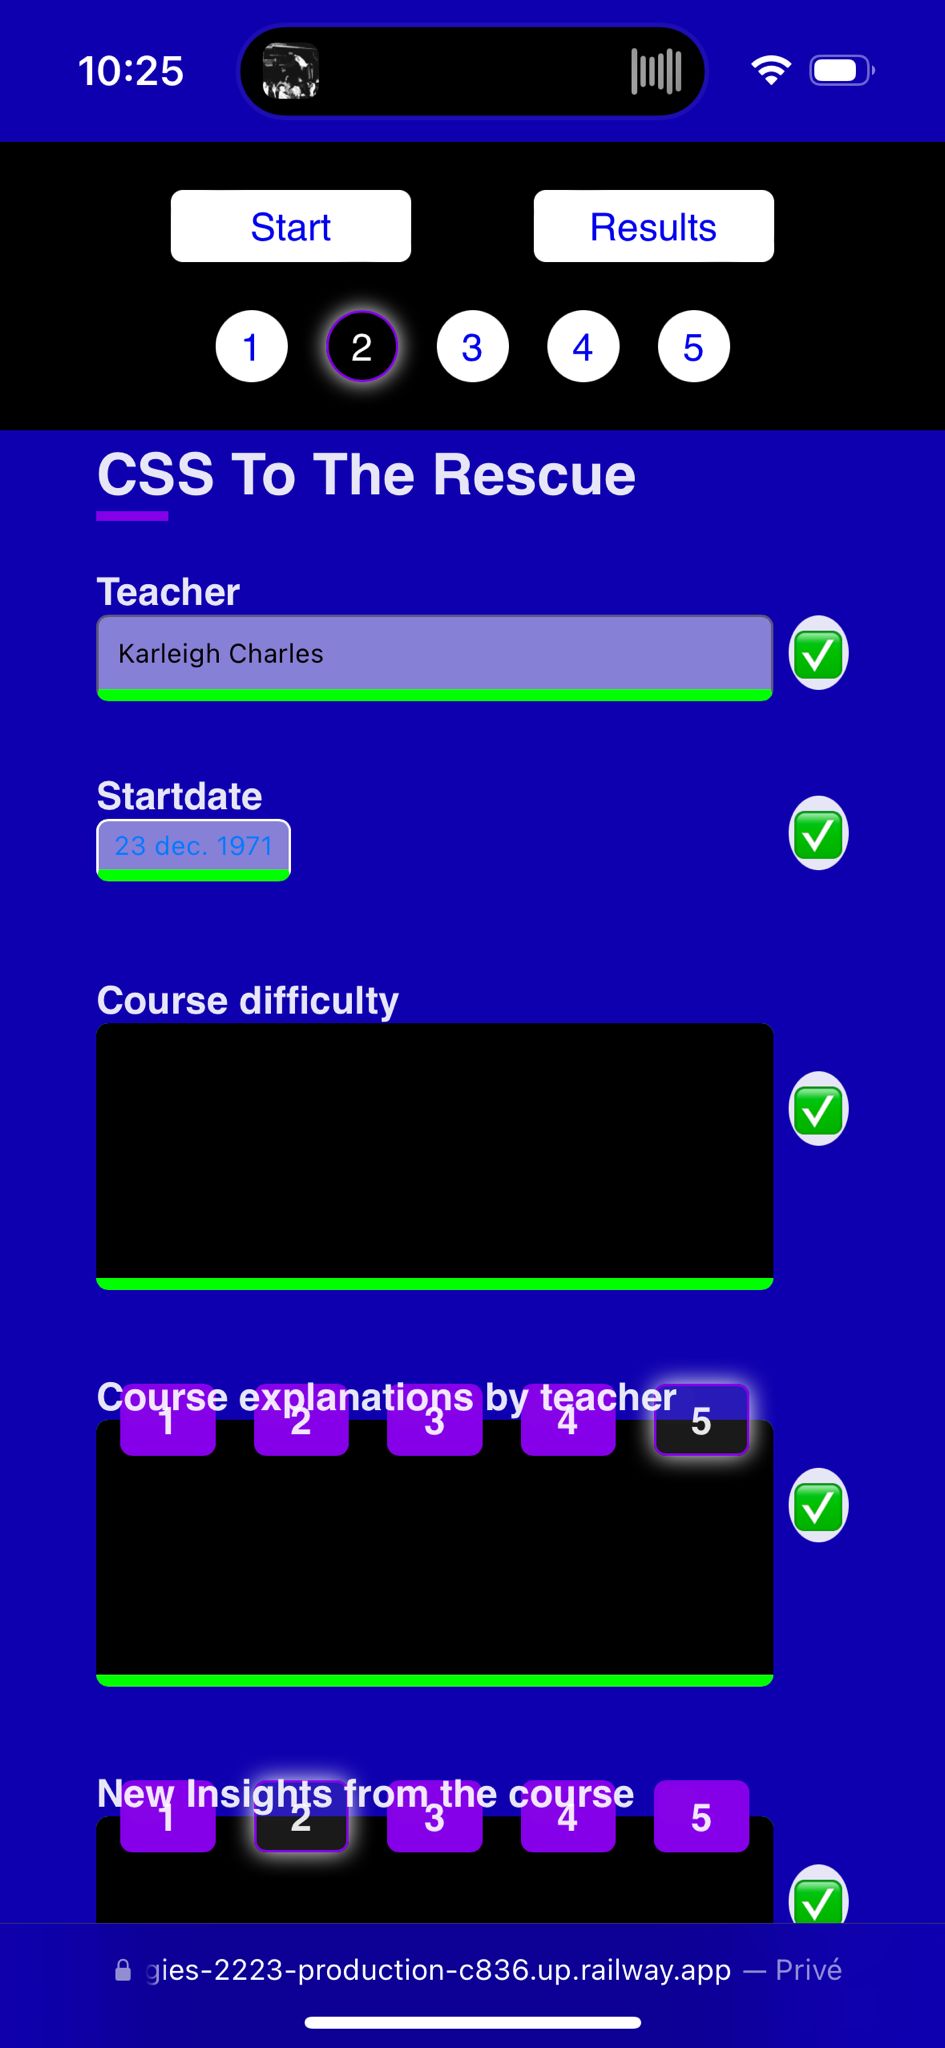 10:25
Start
Results
1 2 3 4 5
CSS To The Rescue
Teacher
Karleigh Charles
Startdate
23 dec. 1971
Course difficulty
Course explanations by teacher
1 2 3 4 5
New Insights from the course
1 2 3 4 5
gies-2223-production-c836.up.railway.app — Privé